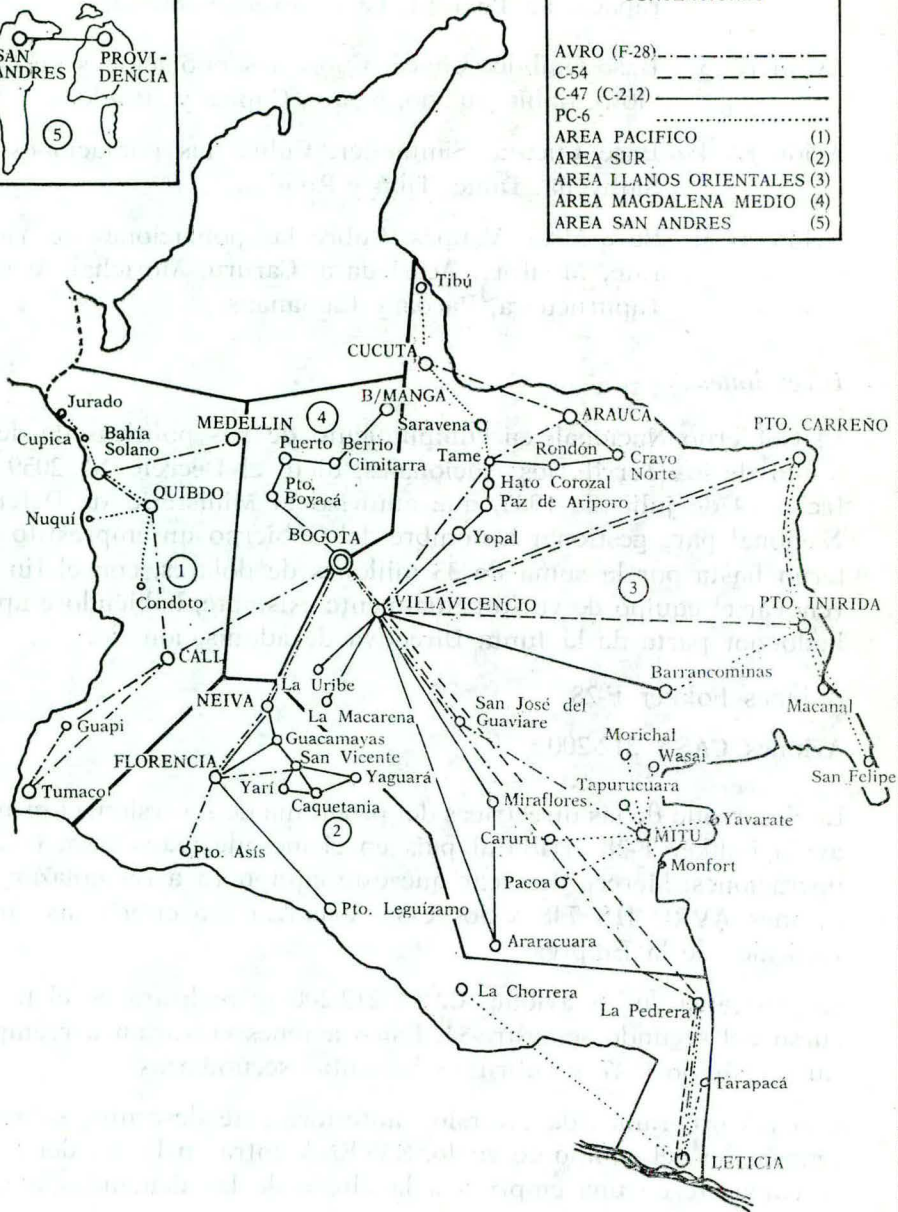 SAN
ANDRES
PROVI-
DENCIA
5
AVRO (F-28)
C-54
C-47 (C-212)
PC-6
AREA PACIFICO (1)
AREA SUR (2)
AREA LLANOS ORIENTALES (3)
AREA MAGDALENA MEDIO (4)
AREA SAN ANDRES (5)
Tibú
CUCUTA
B/MANGA
ARAUCA
Jurado
MEDELLIN
4
Saravena
PTO. CARREÑO
Cupica
Bahía
Solano
Puerto Berrio
Rondón
Tame
Cravo
Norte
Cimitarra
Pto.
Boyacá
Hato Corozal
Paz de Ariporo
QUIBDO
Nuquí
BOGOTA
Yopal
1
3
Condoto
VILLAVICENCIO
PTO. INIRIDA
CALI
La Uribe
Barrancominas
NEIVA
La Macarena
San José del
Guaviare
Macanal
Guapi
Guacamayas
Morichal
FLORENCIA
San Vicente
Wasai
San Felipe
Tumaco
Yarí
Yaguará
Tapurucuara
Caquetania
Miraflores
Yavarate
2
Carurú
MITU
Pto. Asís
Monfort
Pacoa
Pto. Leguízamo
Araracuara
La Chorrera
La Pedrera
Tarapacá
LETICIA